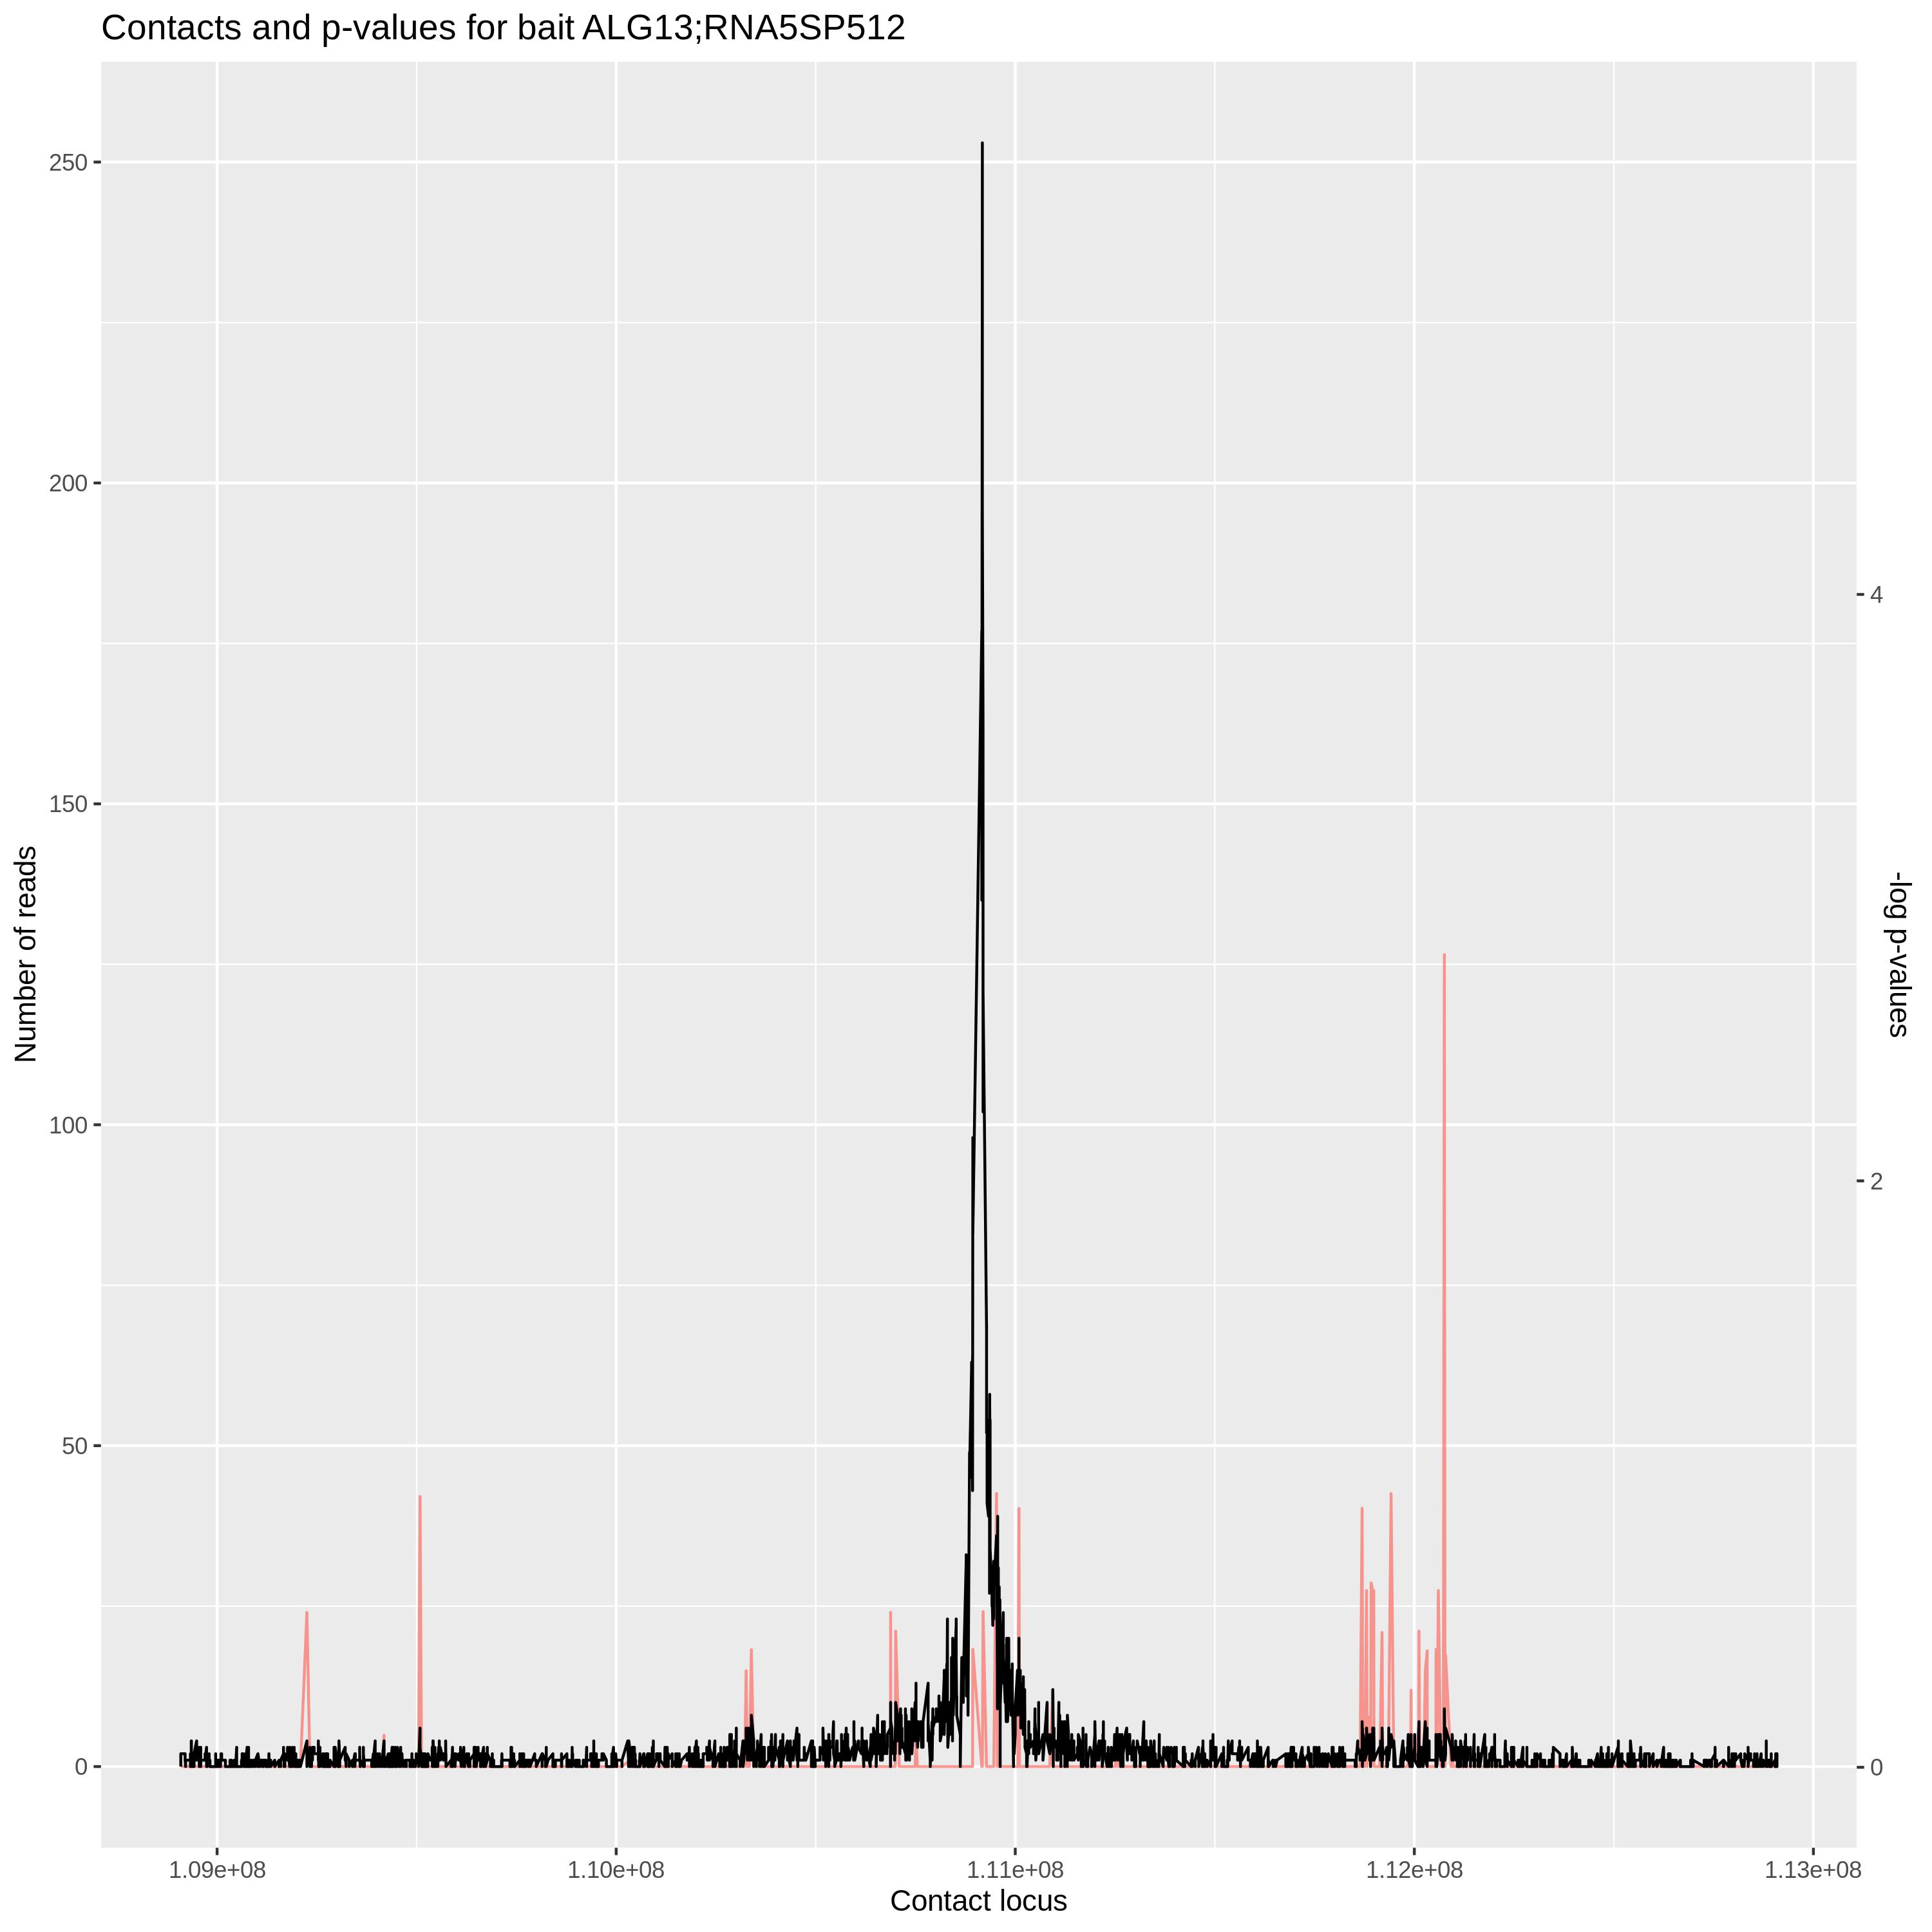 Contacts and p-values for bait ALG13;RNA5SP512
250
200
150
100
50
0
Number of reads
4
2
0
-log p-values
1.09e+08
1.10e+08
1.11e+08
1.12e+08
1.13e+08
Contact locus